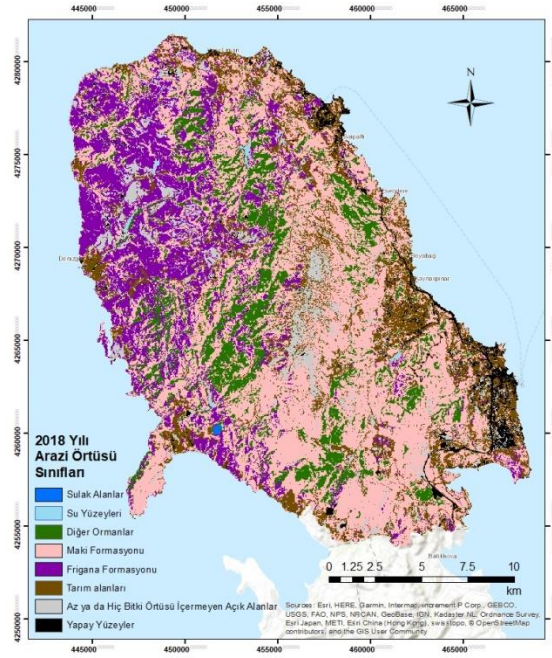 445000 450000 455000 460000 465000
4280000
4275000
4270000
4265000
4260000
4255000
4250000
N
Balıklıova
2018 Yılı
Arazi Örtüsü
Sınıfları
Sulak Alanlar
Su Yüzeyleri
Diğer Ormanlar
Maki Formasyonu
Frigana Formasyonu
Tarım alanları
Az ya da Hiç Bitki Örtüsü İçermeyen Açık Alanlar
Yapay Yüzeyler
0 1.25 2.5 5 7.5 10
km
Sources: Esri, HERE, Garmin, Intermap, increment P Corp., GEBCO,
USGS, FAO, NPS, NRCAN, GeoBase, IGN, Kadaster NL, Ordnance Survey,
Esri Japan, METI, Esri China (Hong Kong), swisstopo, © OpenStreetMap
contributors, and the GIS User Community